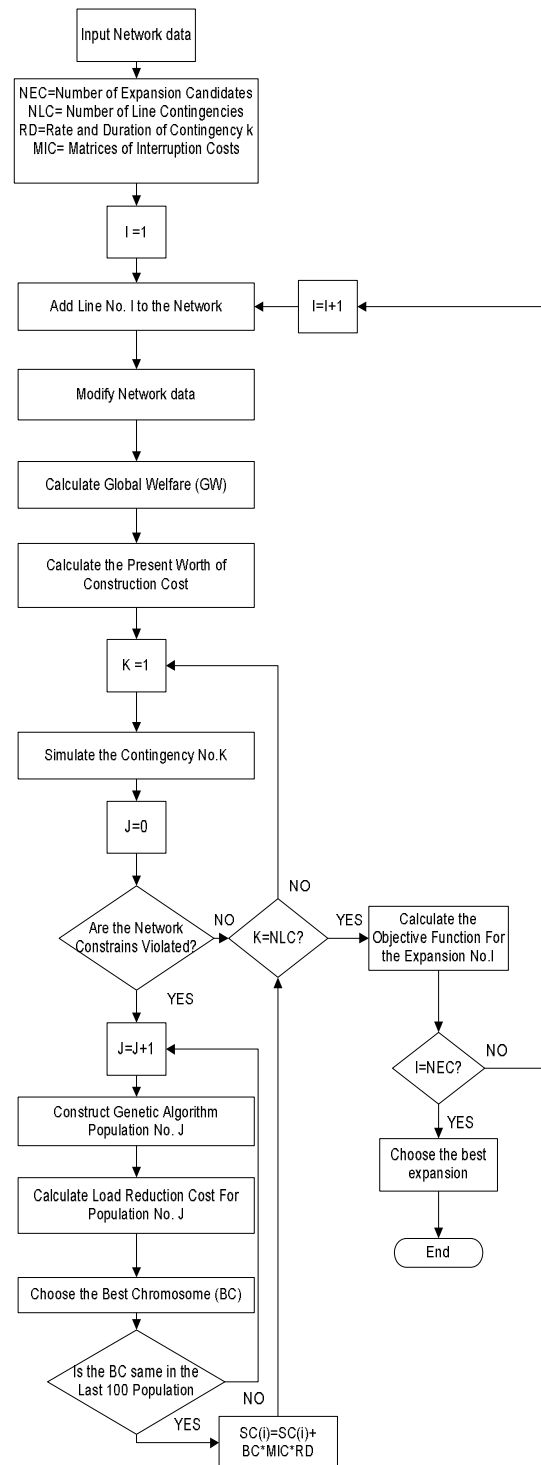 Input Network data
NEC=Number of Expansion Candidates
NLC= Number of Line Contingencies
RD=Rate and Duration of Contingency k
MIC= Matrices of Interruption Costs
I =1
Add Line No. I to the Network
I=I+1
Modify Network data
Calculate Global Welfare (GW)
Calculate the Present Worth of
Construction Cost
K =1
Simulate the Contingency No.K
J=0
Are the Network
Constrains Violated?
NO
YES
K=NLC?
NO
YES
Calculate the
Objective Function For
the Expansion No.I
I=NEC?
NO
YES
Choose the best
expansion
End
J=J+1
Construct Genetic Algorithm
Population No. J
Calculate Load Reduction Cost For
Population No. J
Choose the Best Chromosome (BC)
Is the BC same in the
Last 100 Population
NO
YES
SC(i)=SC(i)+
BC*MIC*RD